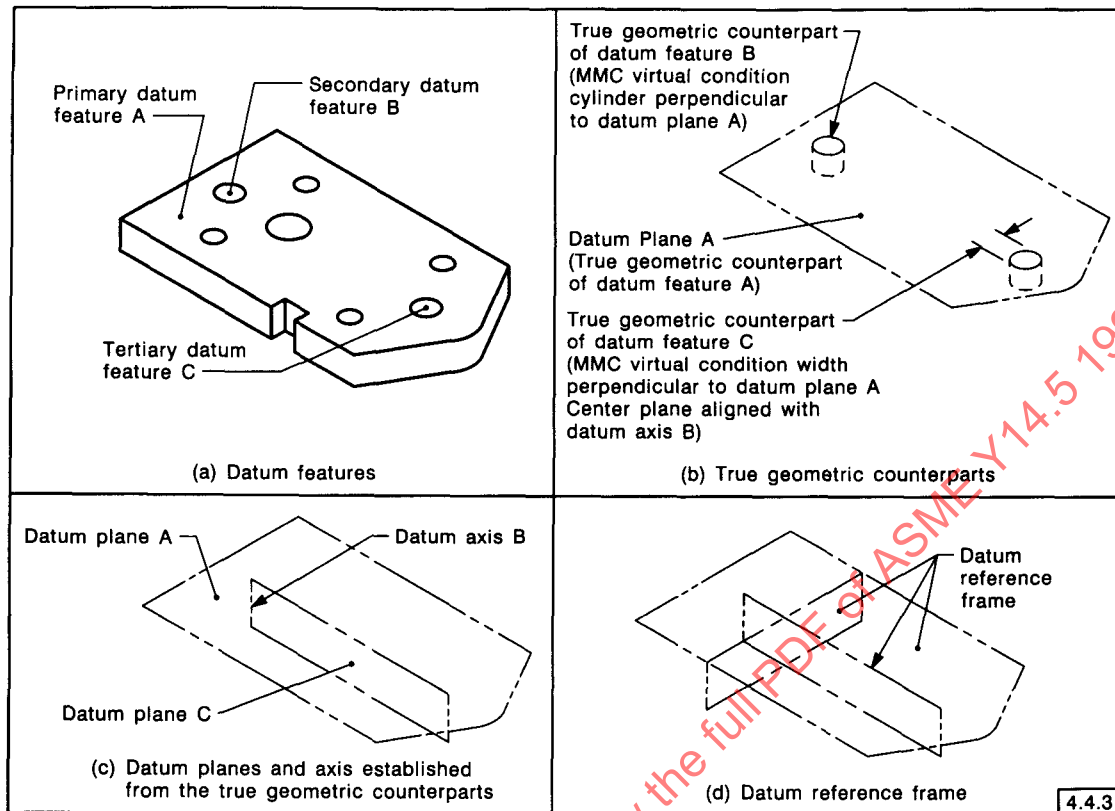 Primary datum
feature A
Secondary datum
feature B
Tertiary datum
feature C
(a) Datum features
True geometric counterpart
of datum feature B
(MMC virtual condition
cylinder perpendicular
to datum plane A)
Datum Plane A
(True geometric counterpart
of datum feature A)
True geometric counterpart
of datum feature C
(MMC virtual condition width
perpendicular to datum plane A
Center plane aligned with
datum axis B)
(b) True geometric counterparts
Datum plane A
Datum axis B
Datum plane C
(c) Datum planes and axis established
from the true geometric counterparts
Datum
reference
frame
(d) Datum reference frame
4.4.3
the full PDF of ASME Y14.5 19